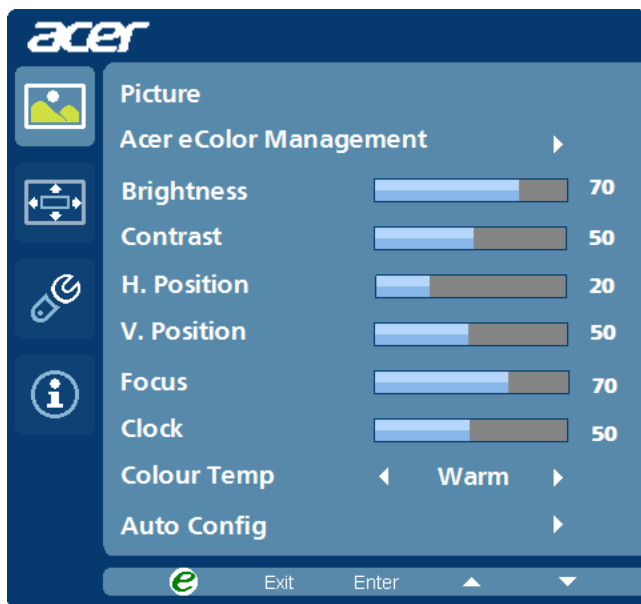 acer
Picture
Acer eColor Management
Brightness 70
Contrast 50
H. Position 20
V. Position 50
Focus 70
Clock 50
Colour Temp Warm
Auto Config
e Exit Enter